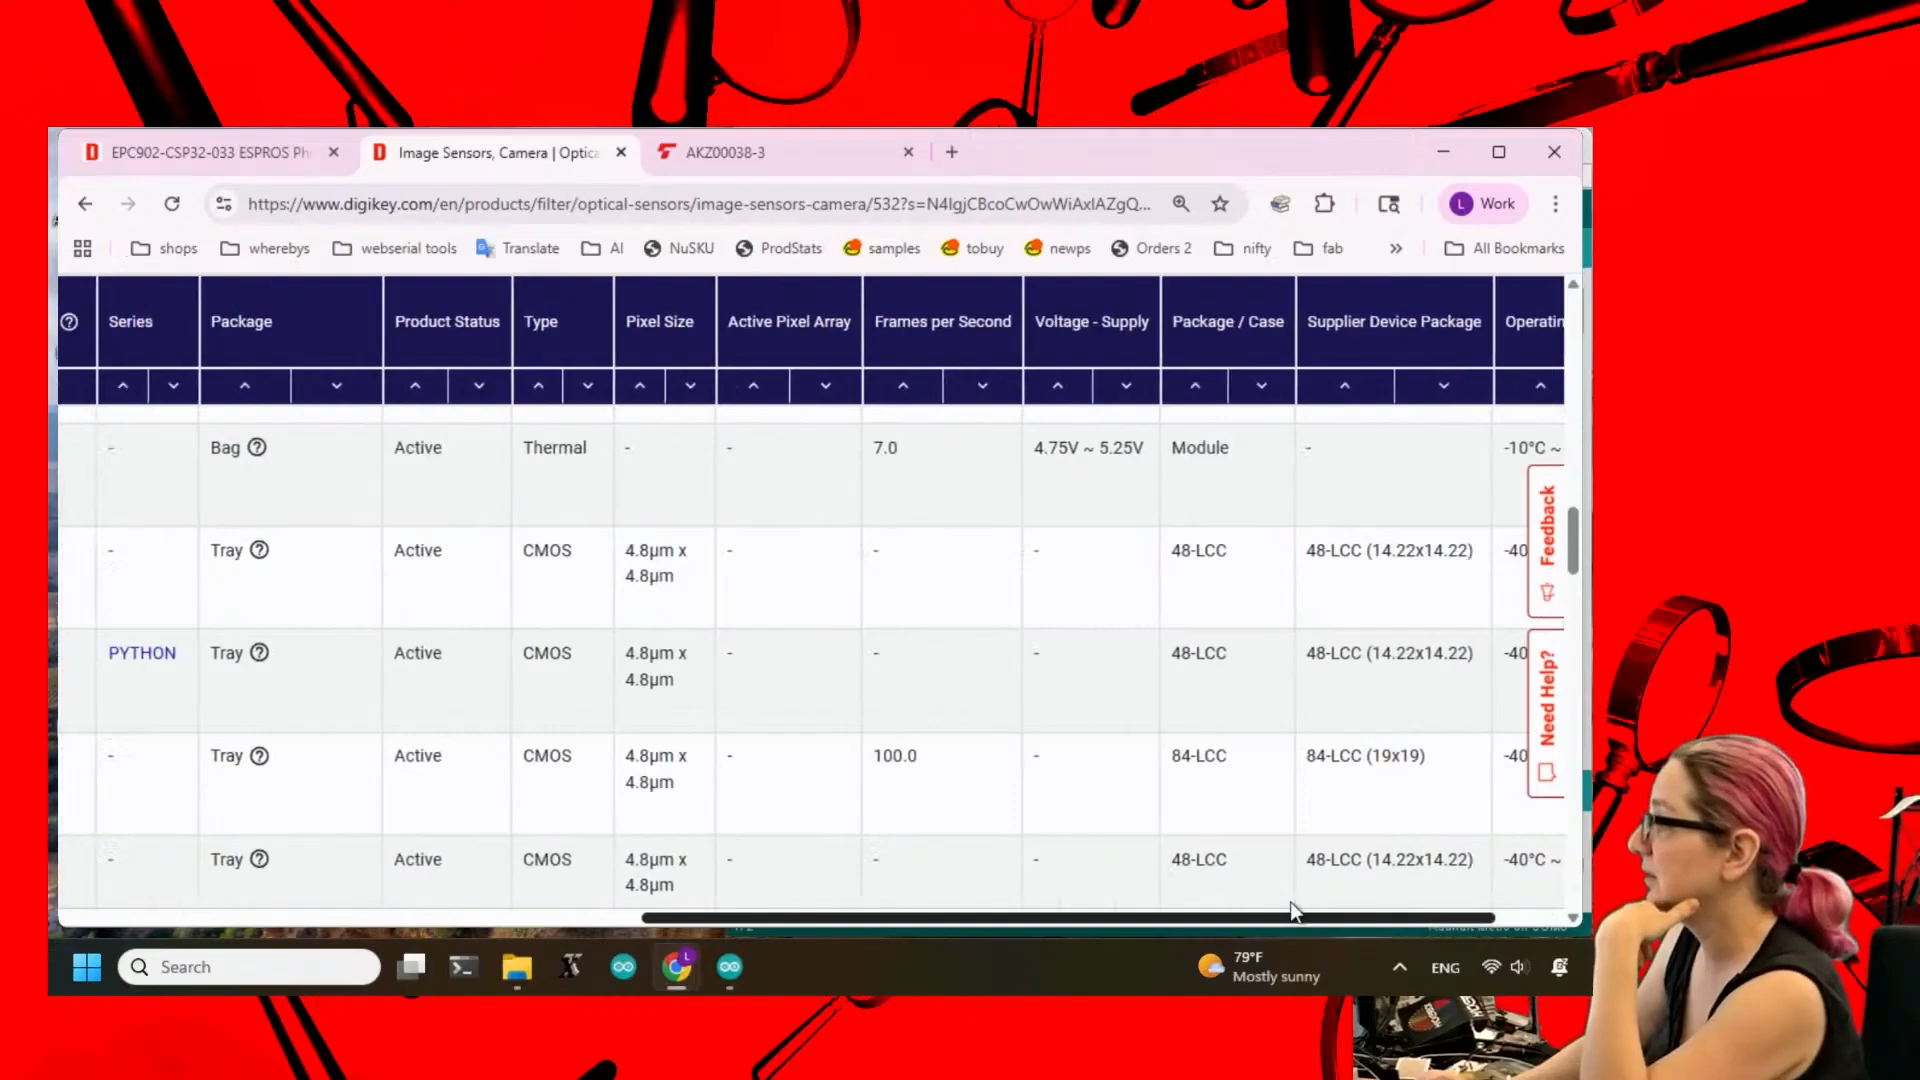 EPC902-CSP32-033 ESPROS Ph
Image Sensors, Camera | Optica
AKZ00038-3
https://www.digikey.com/en/products/filter/optical-sensors/image-sensors-camera/532?s=N4IgjCBcoCwOwWiAxlAZgQ...
L Work
shops wherebys webserial tools Translate AI NuSKU ProdStats samples tobuy newps Orders 2 nifty fab » All Bookmarks
Series Package Product Status Type Pixel Size Active Pixel Array Frames per Second Voltage - Supply Package / Case Supplier Device Package Operatin
- Bag Active Thermal - - 7.0 4.75V ~ 5.25V Module - -10°C ~
- Tray Active CMOS 4.8µm x - - - 48-LCC 48-LCC (14.22x14.22) -40
4.8µm
PYTHON Tray Active CMOS 4.8µm x - - - 48-LCC 48-LCC (14.22x14.22) -40
4.8µm
- Tray Active CMOS 4.8µm x - 100.0 - 84-LCC 84-LCC (19x19) -40
4.8µm
- Tray Active CMOS 4.8µm x - - - 48-LCC 48-LCC (14.22x14.22) -40°C ~
4.8µm
Feedback
Need Help?
Search
79°F
Mostly sunny
ENG